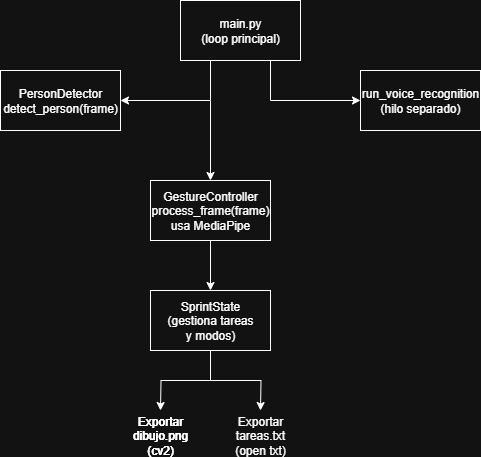 main.py
(loop principal)
PersonDetector
detect_person(frame)
run_voice_recognition
(hilo separado)
GestureController
process_frame(frame)
usa MediaPipe
SprintState
(gestiona tareas
y modos)
Exportar
dibujo.png
(cv2)
Exportar
tareas.txt
(open txt)